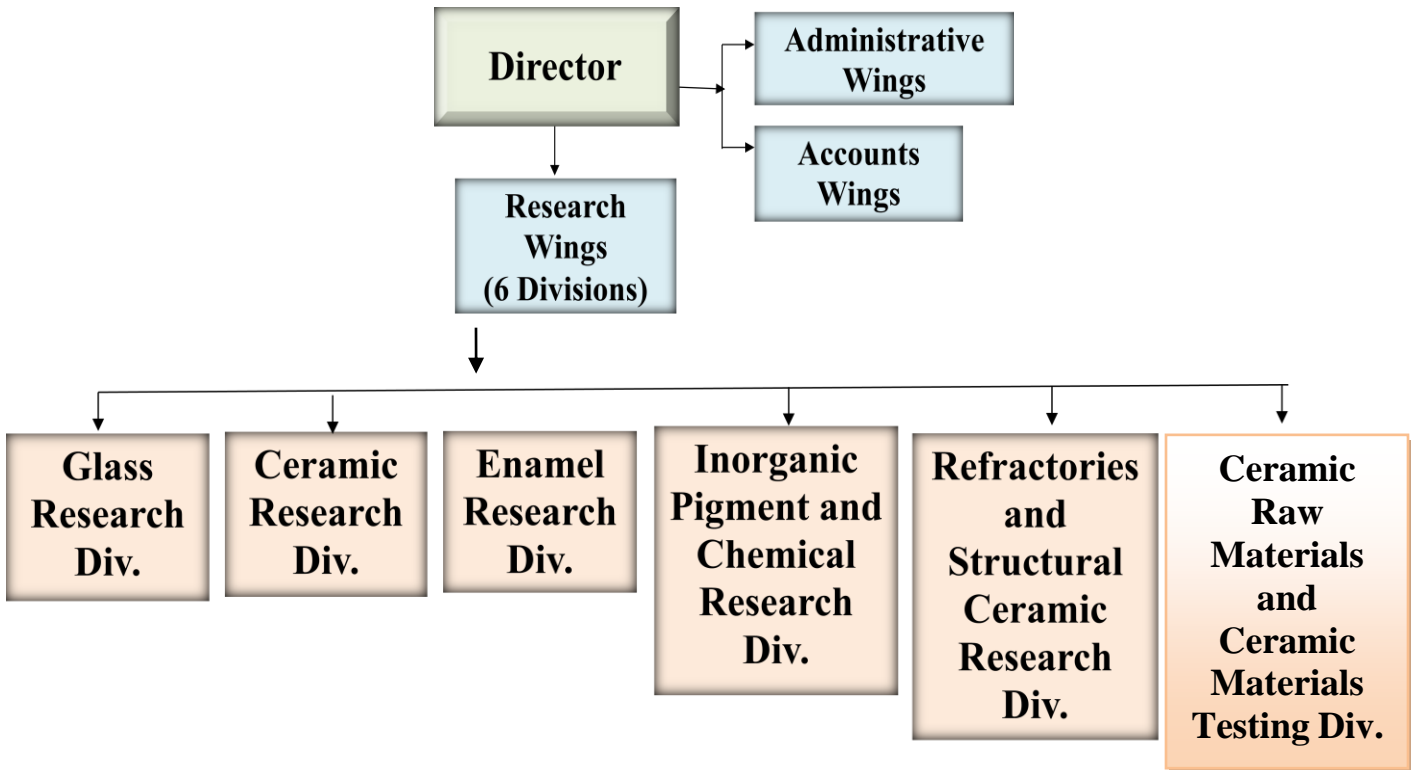 Director
Administrative
Wings
Accounts
Wings
Research
Wings
(6 Divisions)
Glass
Research
Div.
Ceramic
Research
Div.
Enamel
Research
Div.
Inorganic
Pigment and
Chemical
Research
Div.
Refractories
and
Structural
Ceramic
Research
Div.
Ceramic
Raw
Materials
and
Ceramic
Materials
Testing Div.